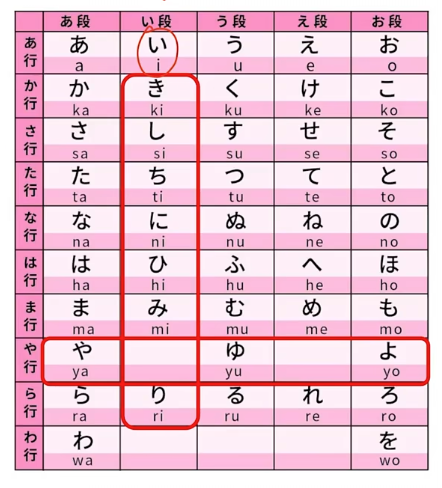 あ段 い段 う段 え段 お段
あ行 あ い う え お
a i u e o
か行 か き く け こ
ka ki ku ke ko
さ行 さ し す せ そ
sa si su se so
た行 た ち つ て と
ta ti tu te to
な行 な に ぬ ね の
na ni nu ne no
は行 は ひ ふ へ ほ
ha hi hu he ho
ま行 ま み む め も
ma mi mu me mo
や行 や ゆ よ
ya yu yo
ら行 ら り る れ ろ
ra ri ru re ro
わ行 わ を
wa wo